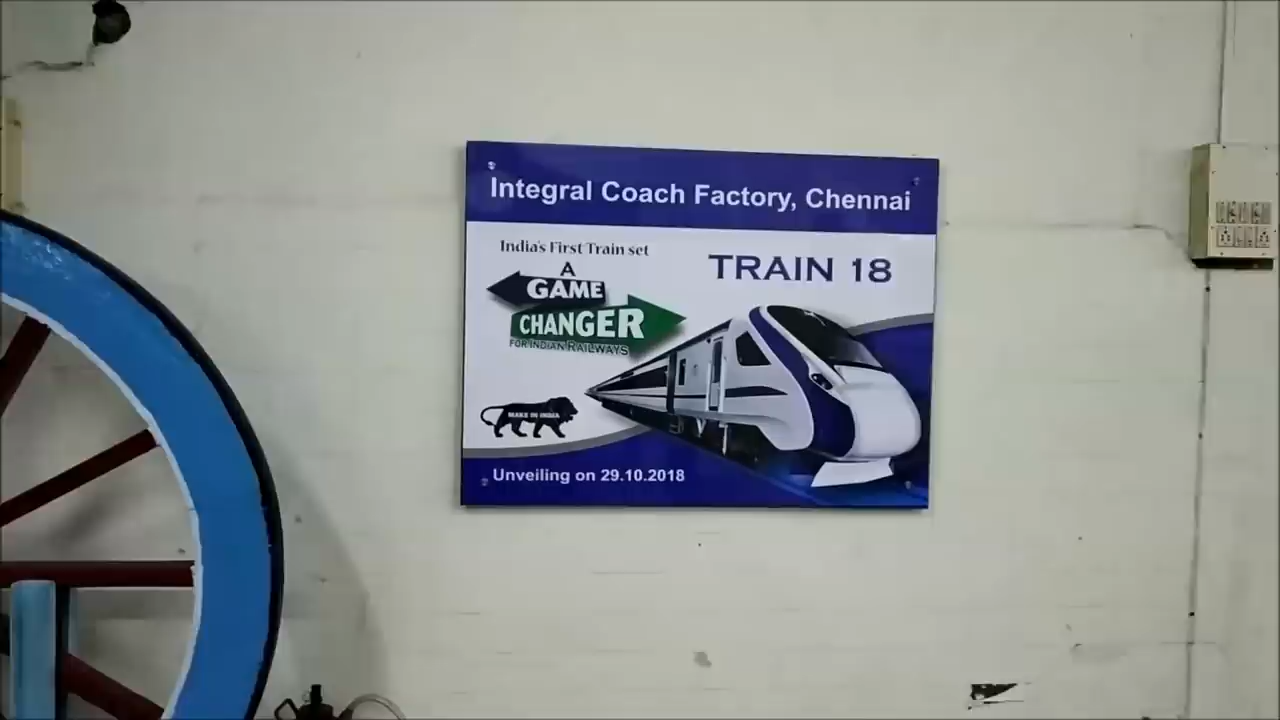 Integral Coach Factory, Chennai
India's First Train set
A
GAME
CHANGER
FOR INDIAN RAILWAYS
TRAIN 18
MAKE IN INDIA
Unveiling on 29.10.2018